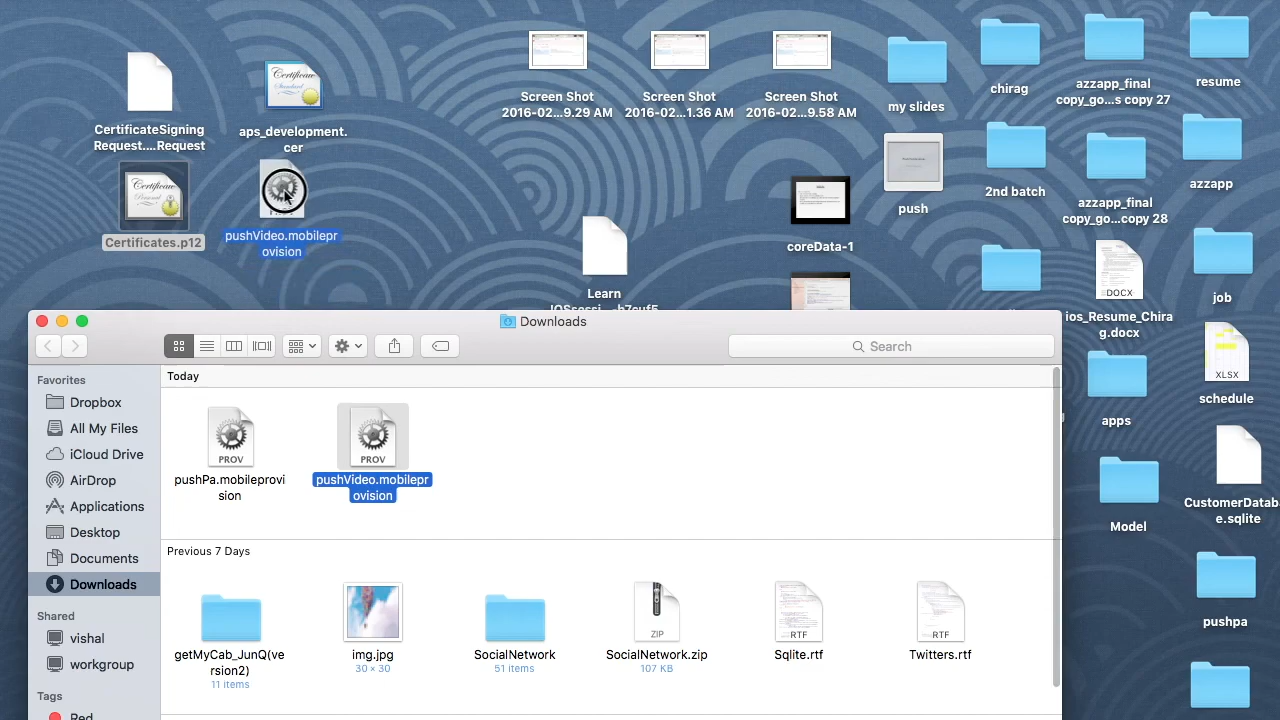 Screen Shot
2016-02...9.29 AM
Screen Shot
2016-02...1.36 AM
Screen Shot
2016-02...9.58 AM
my slides
chirag
azzapp_final
copy_go...s copy 27
resume
CertificateSigning
Request....Request
aps_development.
cer
Certificates.p12
pushVideo.mobilepr
ovision
push
2nd batch
azzapp_final
copy_go...copy 28
azzapp
coreData-1
Learn
DOCX
ios_Resume_Chira
g.docx
job
XLSX
schedule
apps
Model
CustomerDatab
e.sqlite
pushpa
Downloads
Search
Favorites
Dropbox
All My Files
iCloud Drive
AirDrop
Applications
Desktop
Documents
Downloads
Shared
vishal
workgroup
Tags
Red
Today
PROV
pushPa.mobileprovi
sion
PROV
pushVideo.mobilepr
ovision
Previous 7 Days
getMyCab_JunQ(ve
rsion2)
11 items
img.jpg
30 × 30
SocialNetwork
51 items
ZIP
SocialNetwork.zip
107 KB
RTF
Sqlite.rtf
RTF
Twitters.rtf